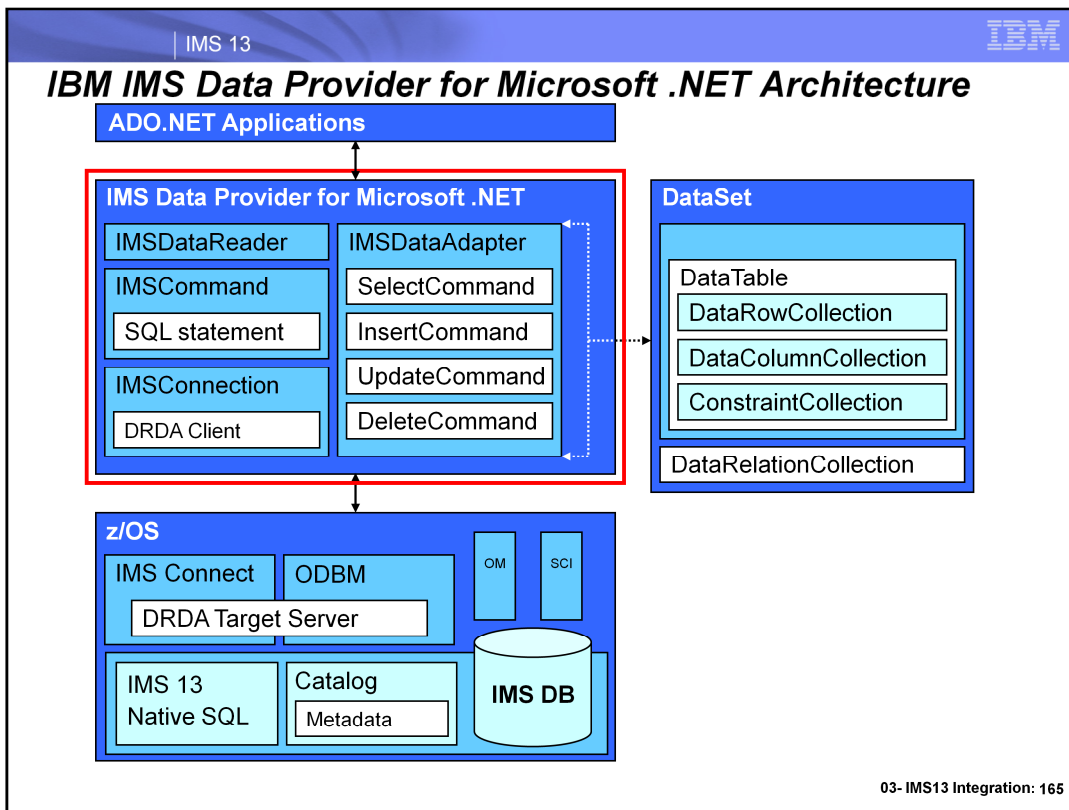 IMS 13
IBM
IBM IMS Data Provider for Microsoft .NET Architecture
ADO.NET Applications
IMS Data Provider for Microsoft .NET
IMSDataReader
IMSCommand
SQL statement
IMSConnection
DRDA Client
IMSDataAdapter
SelectCommand
InsertCommand
UpdateCommand
DeleteCommand
DataSet
DataTable
DataRowCollection
DataColumnCollection
ConstraintCollection
DataRelationCollection
z/OS
IMS Connect
ODBM
DRDA Target Server
OM
SCI
IMS 13
Native SQL
Catalog
Metadata
IMS DB
03- IMS13 Integration: 165